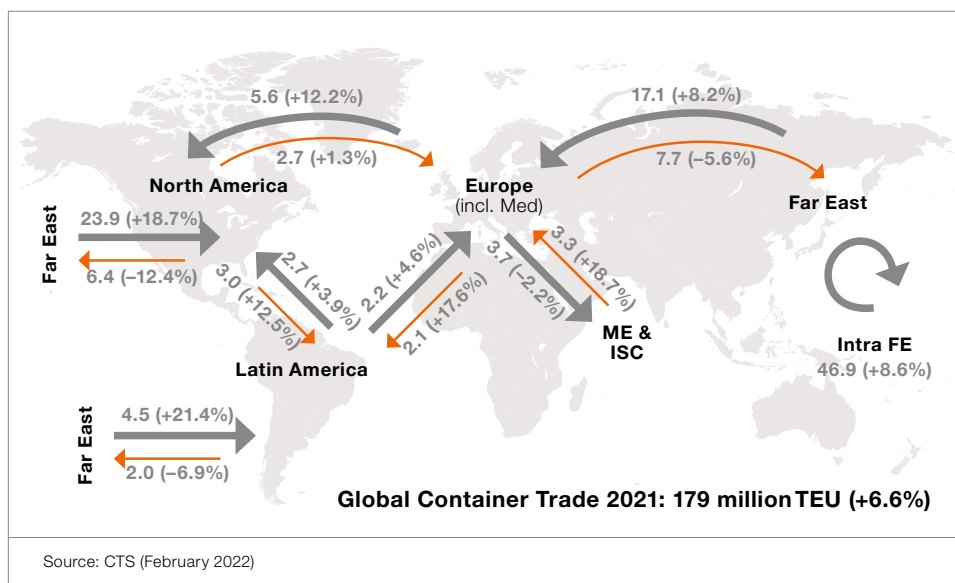 5.6 (+12.2%)
17.1 (+8.2%)
2.7 (+1.3%)
7.7 (−5.6%)
North America
Europe
(incl. Med)
Far East
Far East
23.9 (+18.7%)
6.4 (−12.4%)
3.0 (+12.5%)
2.7 (+3.9%)
2.2 (+4.6%)
2.1 (+17.6%)
3.7 (−2.2%)
3.3 (+18.7%)
ME &
ISC
Latin America
Intra FE
46.9 (+8.6%)
Far East
4.5 (+21.4%)
2.0 (−6.9%)
Global Container Trade 2021: 179 million TEU (+6.6%)
Source: CTS (February 2022)